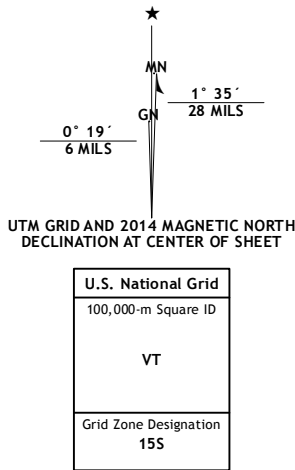 ★
MN
1° 35´
28 MILS
GN
0° 19´
6 MILS
UTM GRID AND 2014 MAGNETIC NORTH
DECLINATION AT CENTER OF SHEET
U.S. National Grid
100,000-m Square ID
VT
Grid Zone Designation
15S